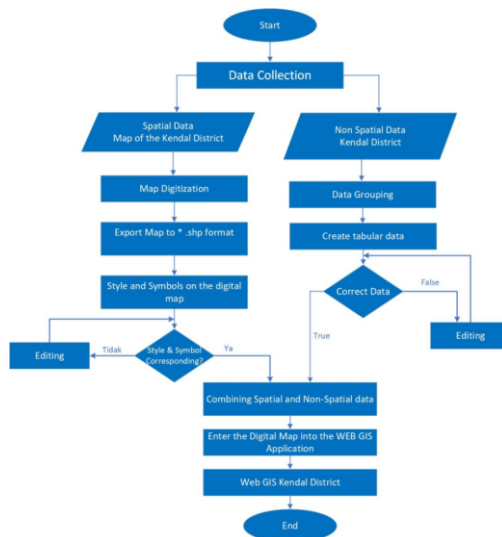 Start
Data Collection
Spatial Data
Map of the Kendal District
Non Spatial Data
Kendal District
Map Digitization
Data Grouping
Export Map to * .shp format
Create tabular data
Style and Symbols on the digital
map
Correct Data
False
Editing
True
Editing
Tidak
Style & Symbol
Corresponding?
Ya
Combining Spatial and Non-Spatial data
Enter the Digital Map into the WEB GIS
Application
Web GIS Kendal District
End